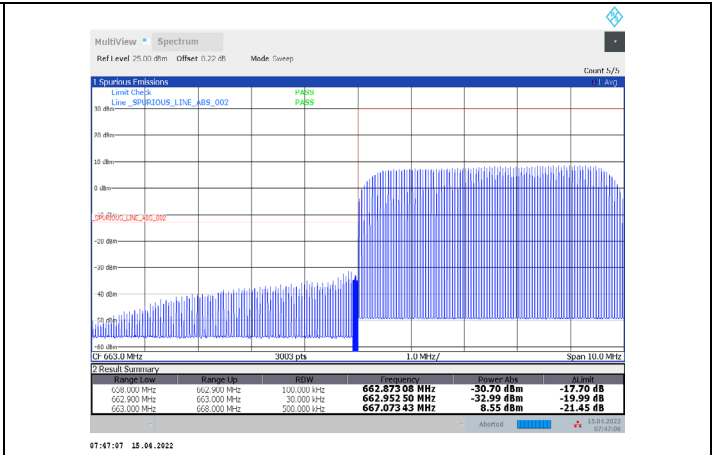 MultiView Spectrum
Ref Level 25.00 dBm Offset 8.22 dB Mode Sweep
Count 5/5
1 Spurious Emissions 1 Avg
Limit Check PASS
Line _SPURIOUS_LINE_ABS_002 PASS
30 dBm
20 dBm
10 dBm
0 dBm
-10 dBm
_SPURIOUS_LINE_ABS_002
-20 dBm
-30 dBm
-40 dBm
-50 dBm
-60 dBm
CF 663.0 MHz 3003 pts 1.0 MHz/ Span 10.0 MHz
2 Result Summary
Range Low Range Up RBW Frequency Power Abs ΔLimit
658.000 MHz 662.900 MHz 100.000 kHz 662.873 08 MHz -30.70 dBm -17.70 dB
662.900 MHz 663.000 MHz 30.000 kHz 662.952 50 MHz -32.99 dBm -19.99 dB
663.000 MHz 668.000 MHz 500.000 kHz 667.073 43 MHz 8.55 dBm -21.45 dB
Aborted 15.04.2022
07:47:06
07:47:07 15.04.2022